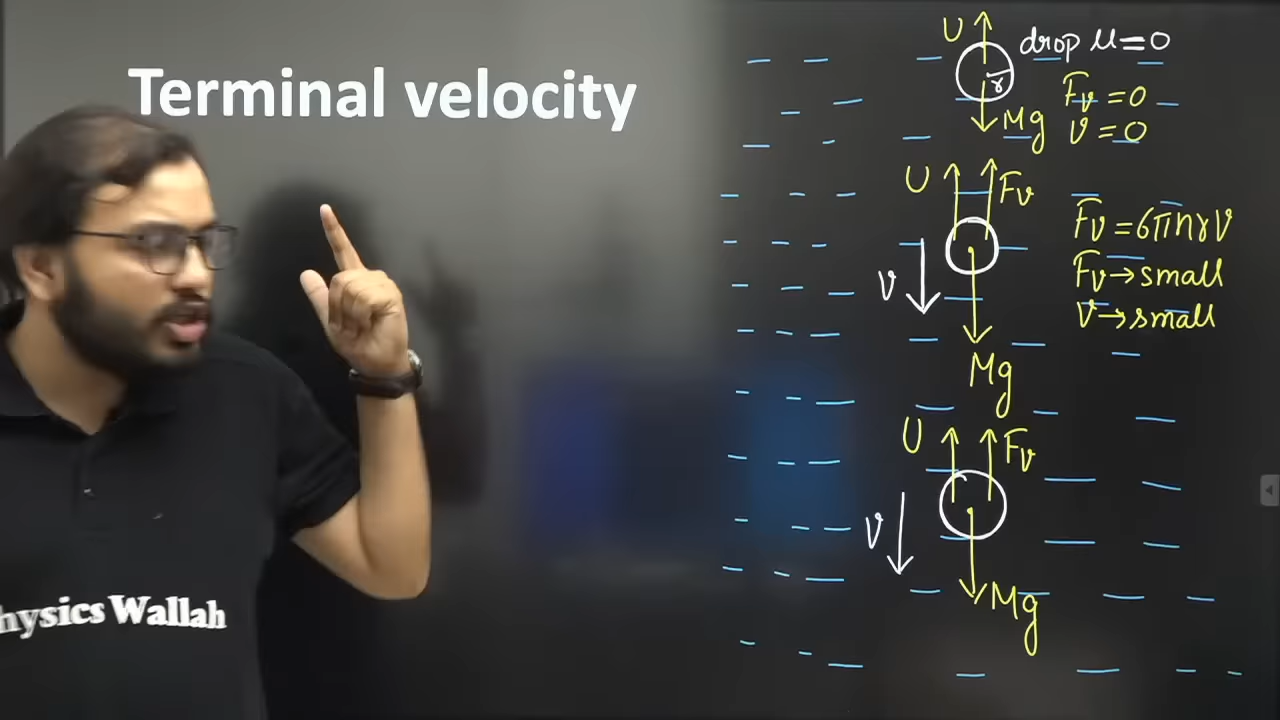 Terminal velocity
U
drop u=0
r
Fv = 0
Mg
v = 0
U
Fv
Fv = 6πηrv
Fv → small
v
v → small
Mg
U
Fv
v
Mg
hysics Wallah